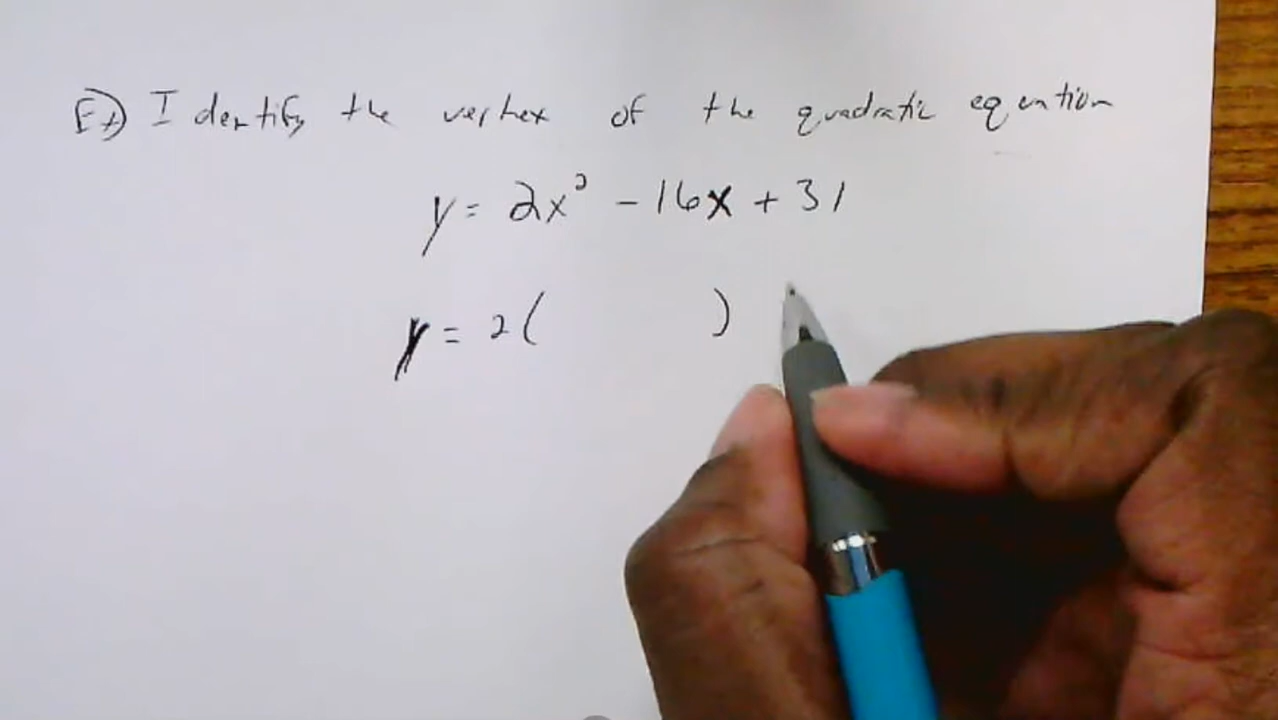 Ex) Identify the vertex of the quadratic equation
y = 2x² - 16x + 31
y = 2( )